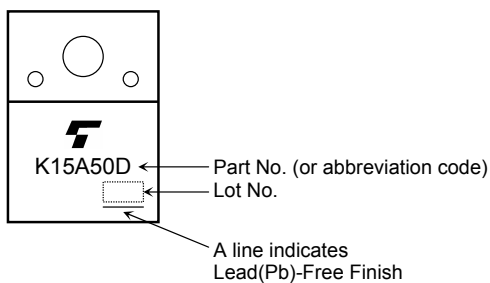 K15A50D
Part No. (or abbreviation code)
Lot No.
A line indicates
Lead(Pb)-Free Finish